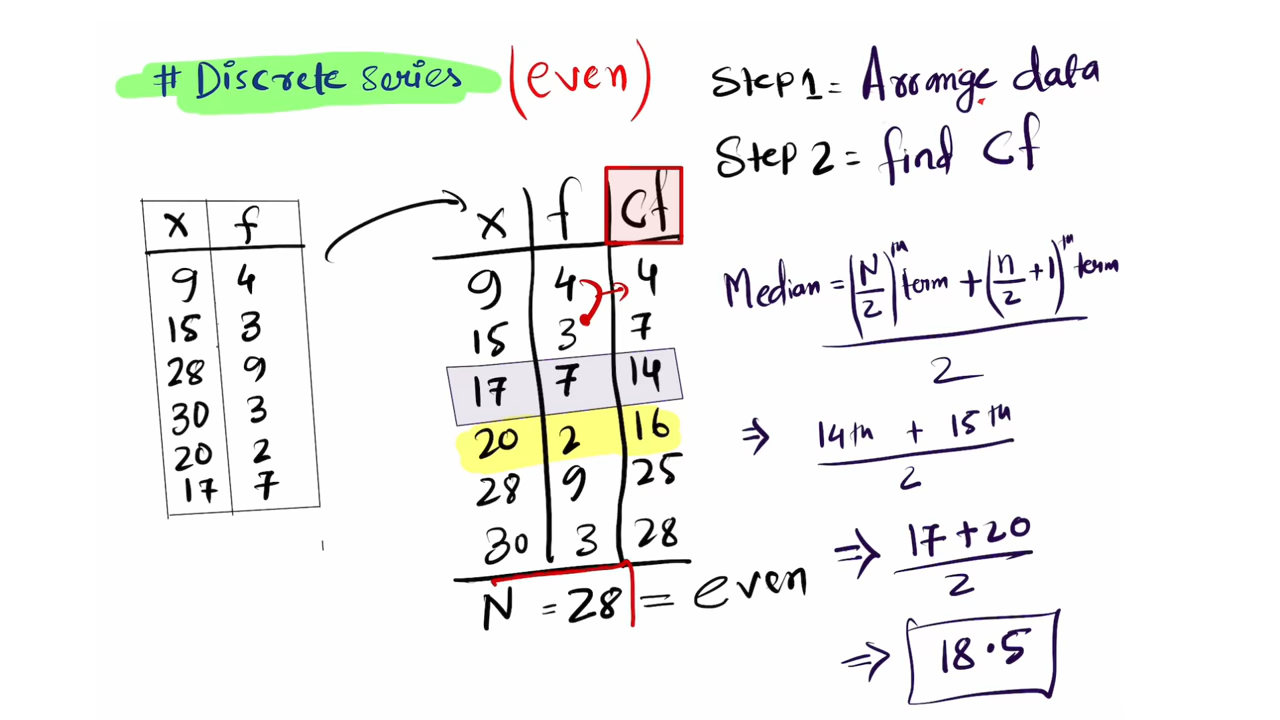 # Discrete series (even)
x f
9 4
15 3
28 9
30 3
20 2
17 7
x f cf
9 4 4
15 3 7
17 7 14
20 2 16
28 9 25
30 3 28
N = 28 = even
Step 1 = Arrange data
Step 2 = find cf
Median = (N/2)th term + (n/2 + 1)th term
2
⇒ 14th + 15th
2
⇒ 17 + 20
2
⇒ 18.5